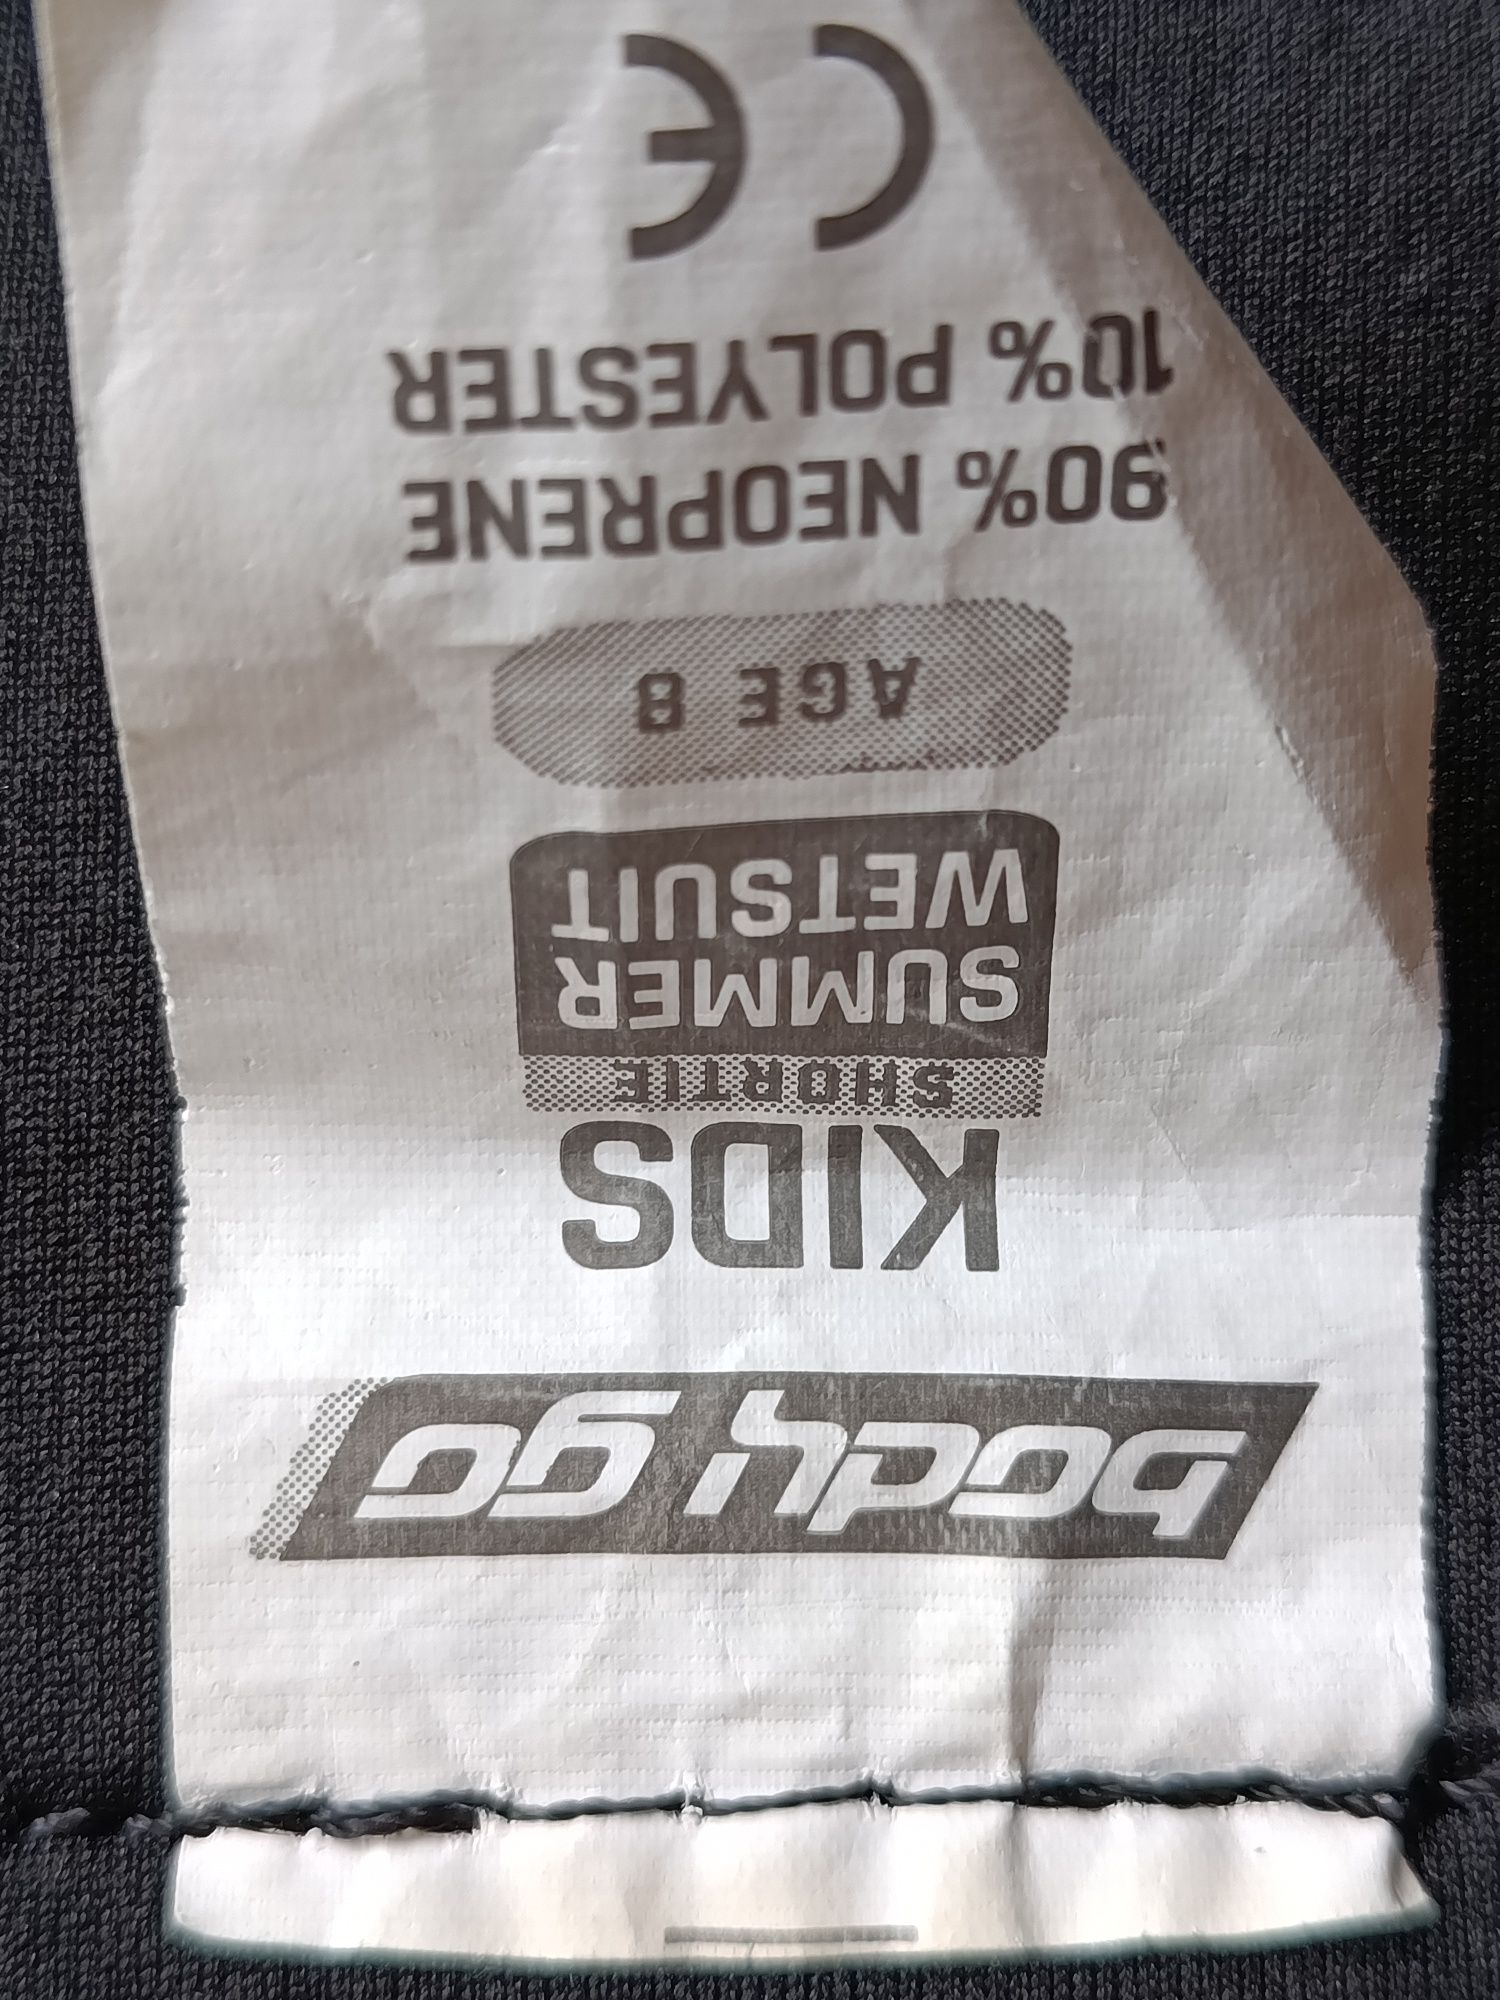 body go
KIDS
SHORTIE
SUMMER
WETSUIT
AGE 8
90% NEOPRENE
10% POLYESTER
CE